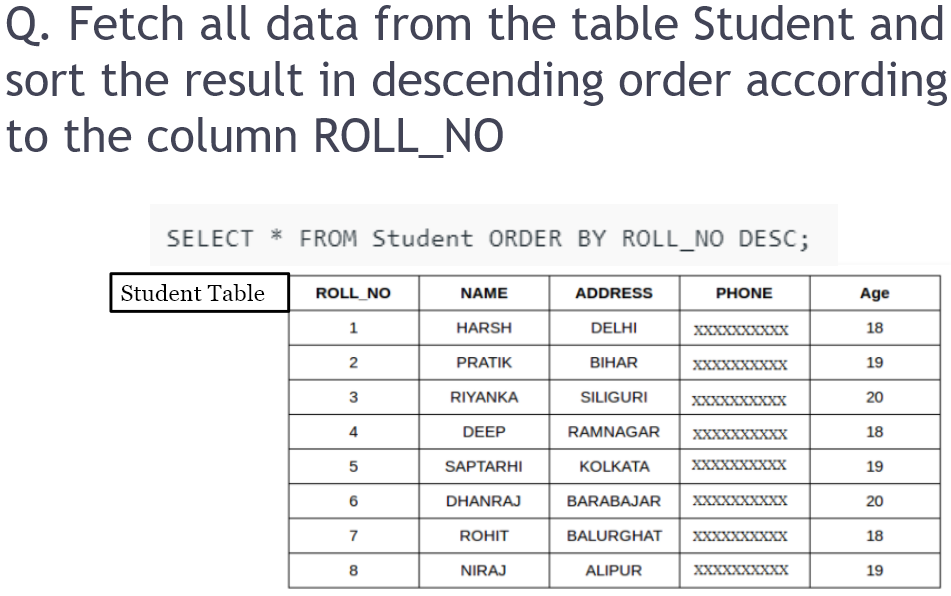 Q. Fetch all data from the table Student and
sort the result in descending order according
to the column ROLL_NO
SELECT * FROM Student ORDER BY ROLL_NO DESC;
Student Table
ROLL_NO NAME ADDRESS PHONE Age
1 HARSH DELHI XXXXXXXXXX 18
2 PRATIK BIHAR XXXXXXXXXX 19
3 RIYANKA SILIGURI XXXXXXXXXX 20
4 DEEP RAMNAGAR XXXXXXXXXX 18
5 SAPTARHI KOLKATA XXXXXXXXXX 19
6 DHANRAJ BARABAJAR XXXXXXXXXX 20
7 ROHIT BALURGHAT XXXXXXXXXX 18
8 NIRAJ ALIPUR XXXXXXXXXX 19